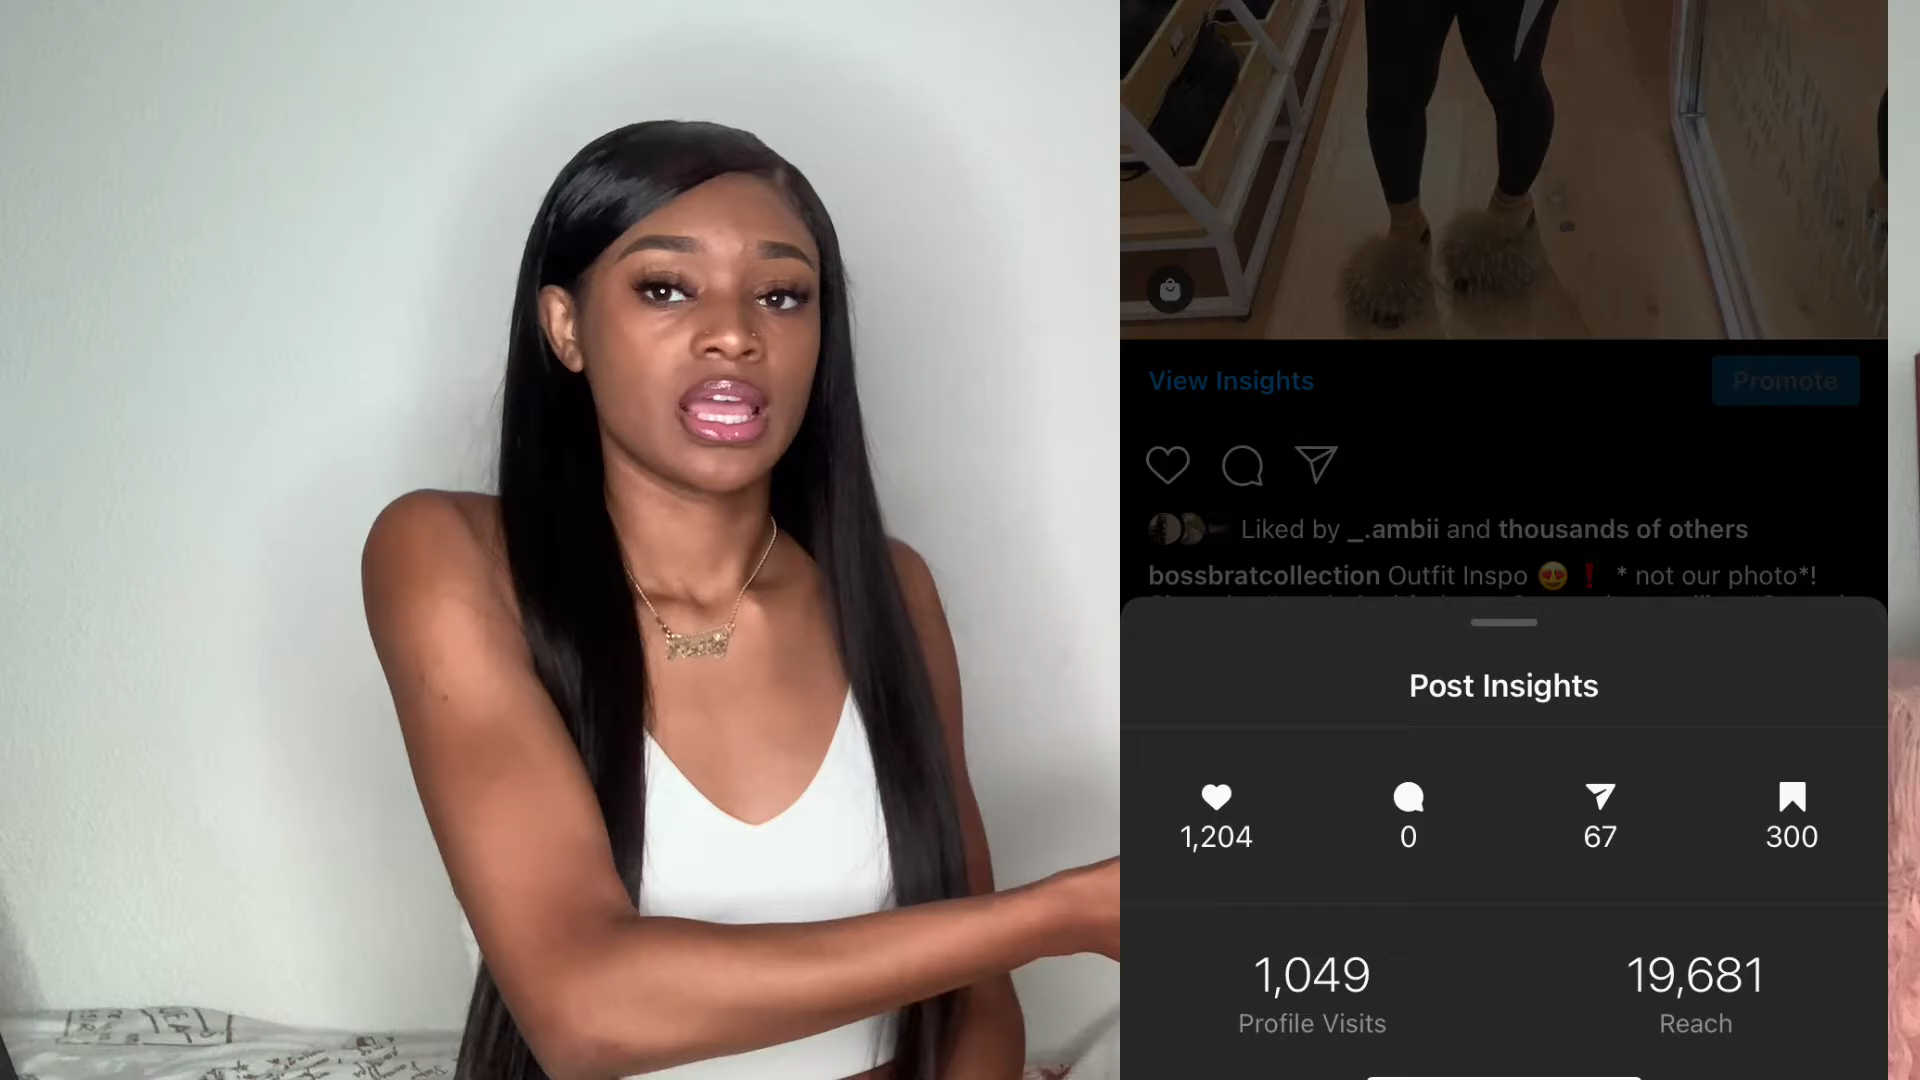 View Insights
Promote
Liked by _.ambii and thousands of others
bossbratcollection Outfit Inspo 😍❗ * not our photo*!
Post Insights
1,204
0
67
300
1,049
19,681
Profile Visits
Reach